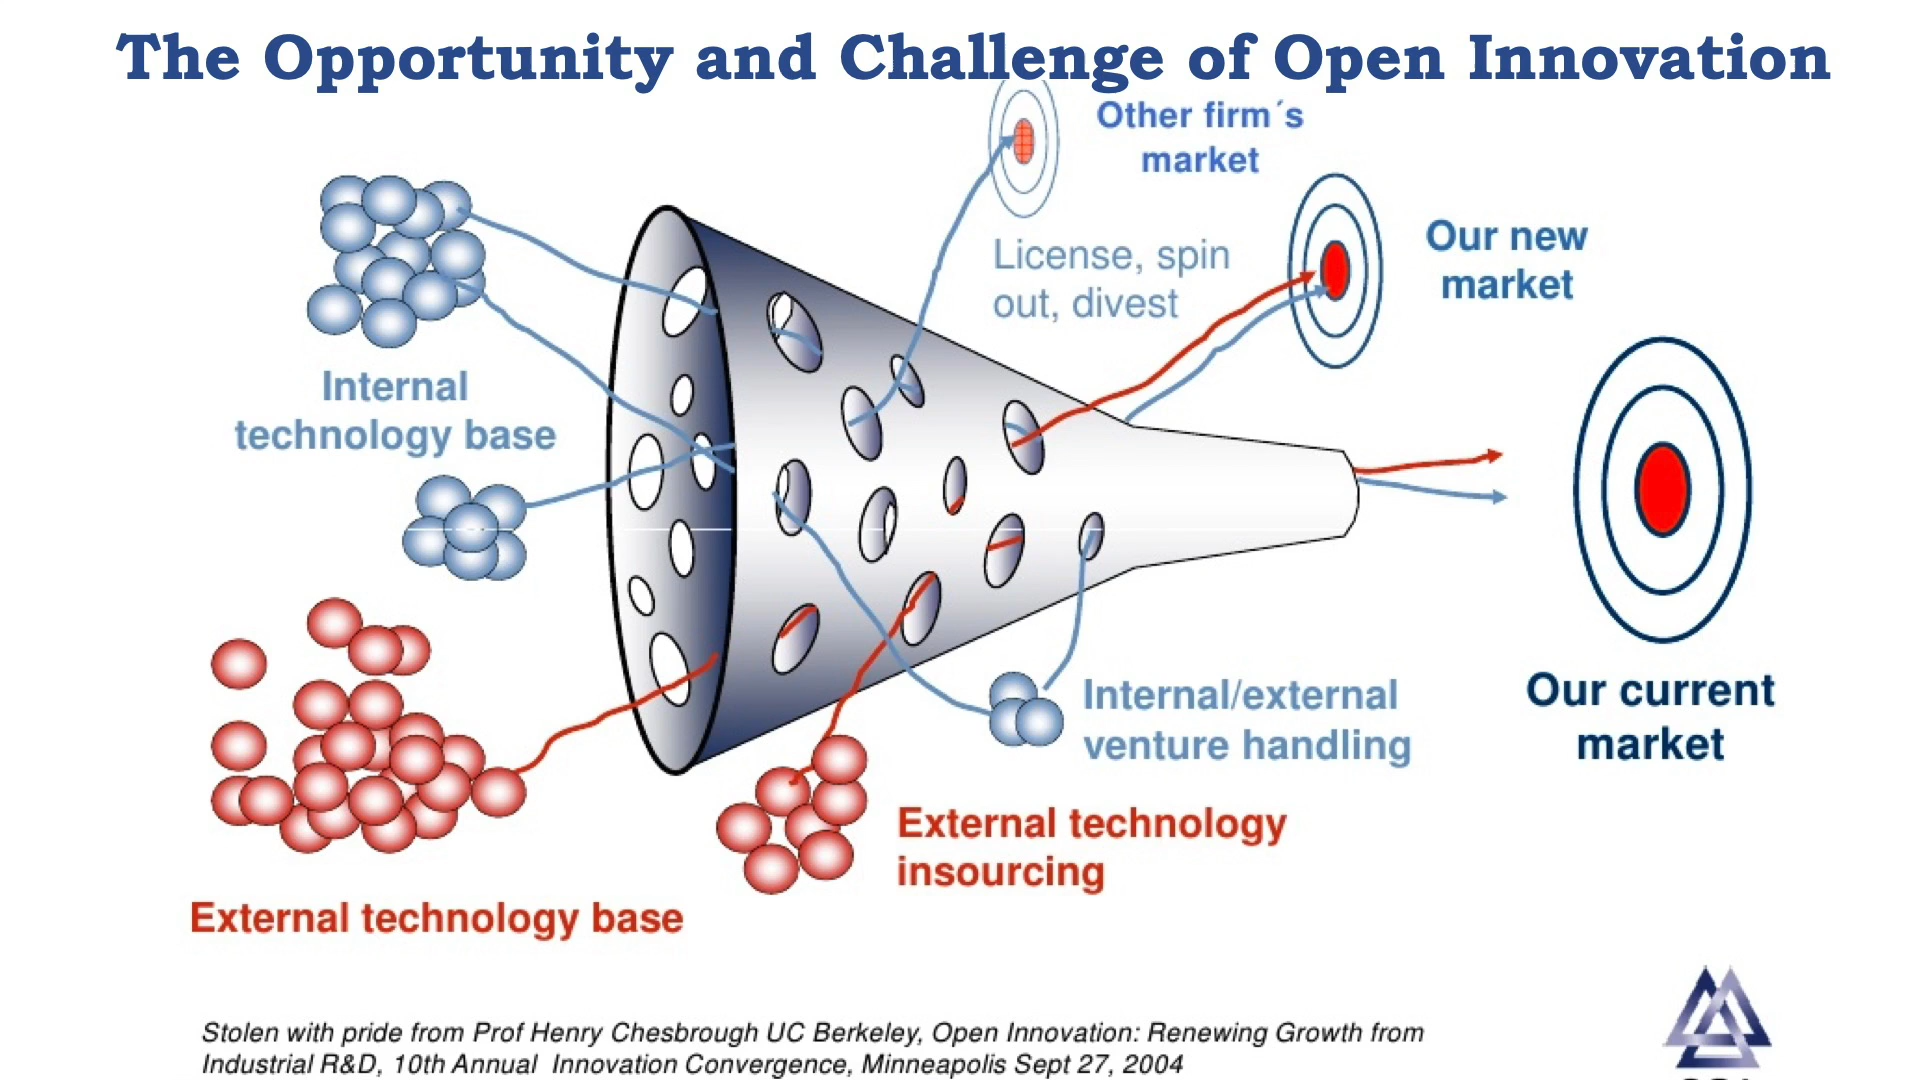 The Opportunity and Challenge of Open Innovation
Other firm´s
market
License, spin
out, divest
Our new
market
Internal
technology base
Our current
market
Internal/external
venture handling
External technology
insourcing
External technology base
Stolen with pride from Prof Henry Chesbrough UC Berkeley, Open Innovation: Renewing Growth from
Industrial R&D, 10th Annual Innovation Convergence, Minneapolis Sept 27, 2004